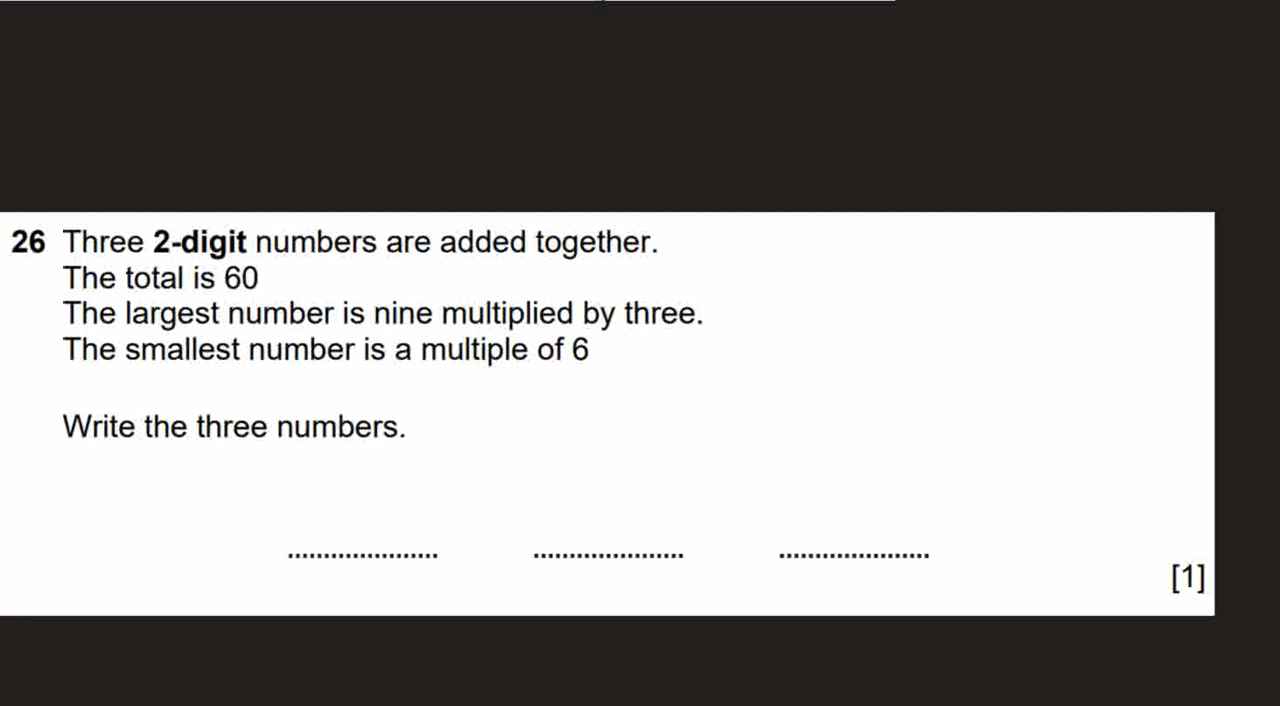 26 Three 2-digit numbers are added together.
The total is 60
The largest number is nine multiplied by three.
The smallest number is a multiple of 6
Write the three numbers.
..................... ..................... .....................
[1]